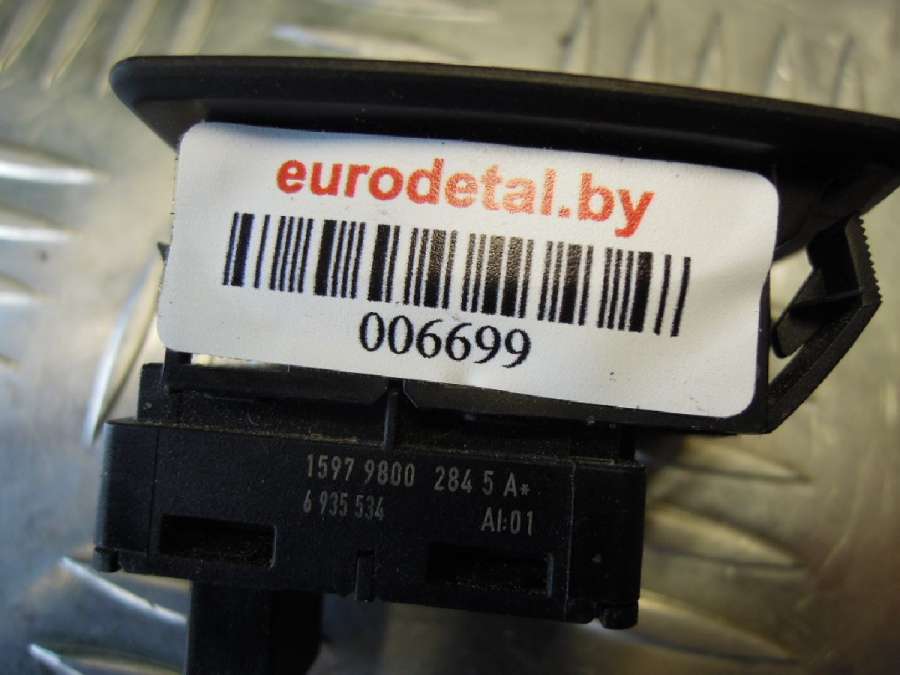 eurodetal.by
006699
1597 9800 284 5 A*
6 935 534 AI:01